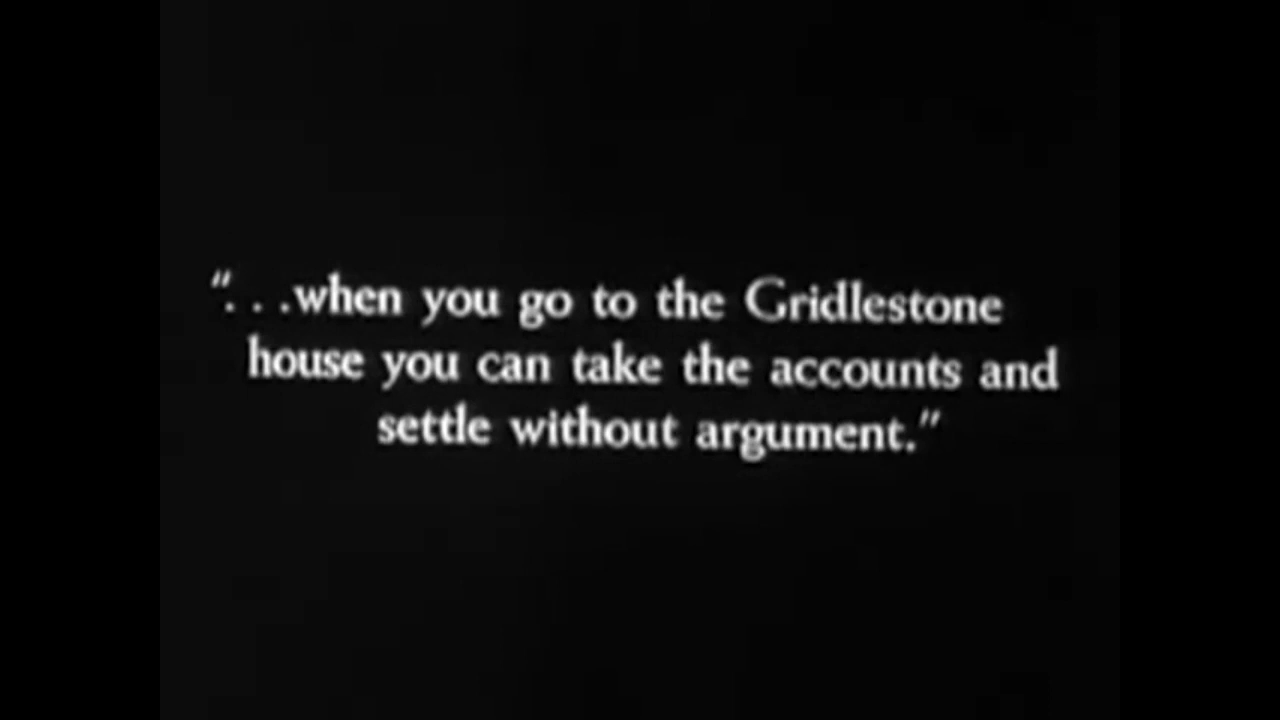 ". . .when you go to the Gridlestone
house you can take the accounts and
settle without argument."